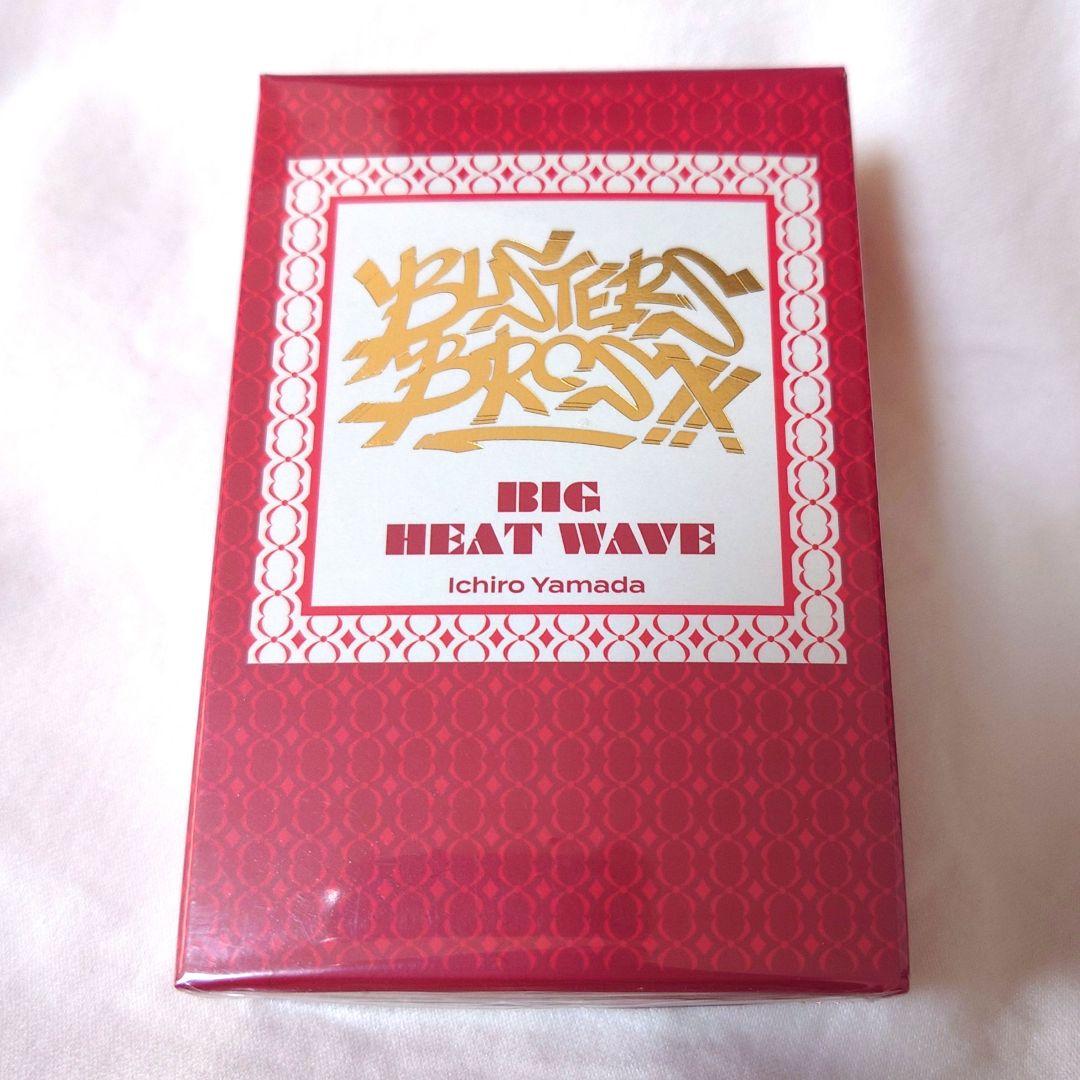 BUSTERS
BROS!!!
BIG
HEAT WAVE
Ichiro Yamada